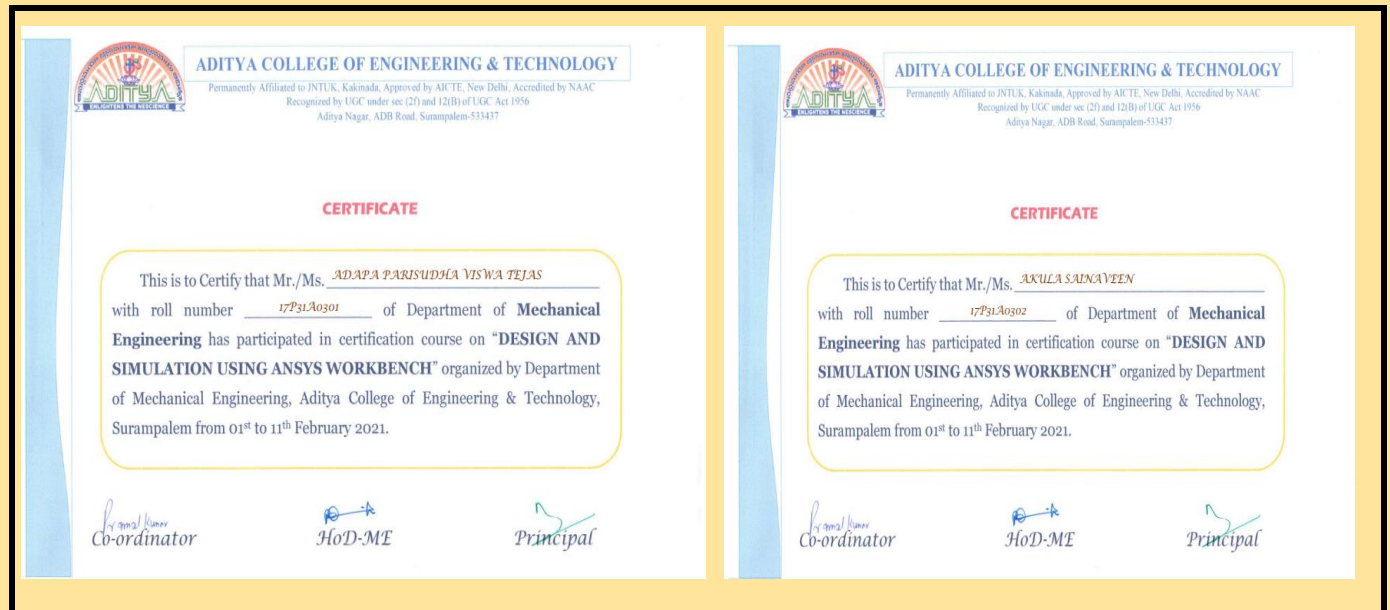 ADITYA
ENLIGHTENS THE NESCIENCE
ADITYA COLLEGE OF ENGINEERING & TECHNOLOGY
Permanently Affiliated to JNTUK, Kakinada, Approved by AICTE, New Delhi, Accredited by NAAC
Recognized by UGC under sec (2f) and 12(B) of UGC Act 1956
Aditya Nagar, ADB Road, Surampalem-533437
CERTIFICATE
This is to Certify that Mr./Ms. ADAPA PARISUDHA VISWA TEJAS
with roll number 17P31A0301 of Department of Mechanical
Engineering has participated in certification course on “DESIGN AND
SIMULATION USING ANSYS WORKBENCH” organized by Department
of Mechanical Engineering, Aditya College of Engineering & Technology,
Surampalem from 01st to 11th February 2021.
Co-ordinator HoD-ME Principal
ADITYA
ENLIGHTENS THE NESCIENCE
ADITYA COLLEGE OF ENGINEERING & TECHNOLOGY
Permanently Affiliated to JNTUK, Kakinada, Approved by AICTE, New Delhi, Accredited by NAAC
Recognized by UGC under sec (2f) and 12(B) of UGC Act 1956
Aditya Nagar, ADB Road, Surampalem-533437
CERTIFICATE
This is to Certify that Mr./Ms. AKULA SAINAVEEN
with roll number 17P31A0302 of Department of Mechanical
Engineering has participated in certification course on “DESIGN AND
SIMULATION USING ANSYS WORKBENCH” organized by Department
of Mechanical Engineering, Aditya College of Engineering & Technology,
Surampalem from 01st to 11th February 2021.
Co-ordinator HoD-ME Principal